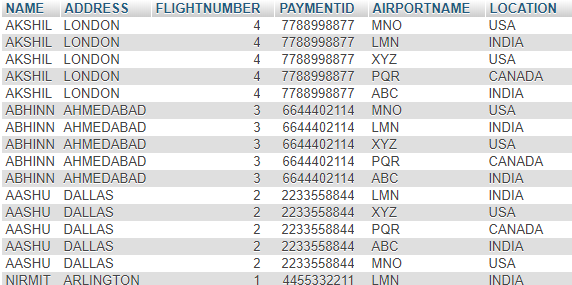 NAME ADDRESS FLIGHTNUMBER PAYMENTID AIRPORTNAME LOCATION
AKSHIL LONDON 4 7788998877 MNO USA
AKSHIL LONDON 4 7788998877 LMN INDIA
AKSHIL LONDON 4 7788998877 XYZ USA
AKSHIL LONDON 4 7788998877 PQR CANADA
AKSHIL LONDON 4 7788998877 ABC INDIA
ABHINN AHMEDABAD 3 6644402114 MNO USA
ABHINN AHMEDABAD 3 6644402114 LMN INDIA
ABHINN AHMEDABAD 3 6644402114 XYZ USA
ABHINN AHMEDABAD 3 6644402114 PQR CANADA
ABHINN AHMEDABAD 3 6644402114 ABC INDIA
AASHU DALLAS 2 2233558844 LMN INDIA
AASHU DALLAS 2 2233558844 XYZ USA
AASHU DALLAS 2 2233558844 PQR CANADA
AASHU DALLAS 2 2233558844 ABC INDIA
AASHU DALLAS 2 2233558844 MNO USA
NIRMIT ARLINGTON 1 4455332211 LMN INDIA